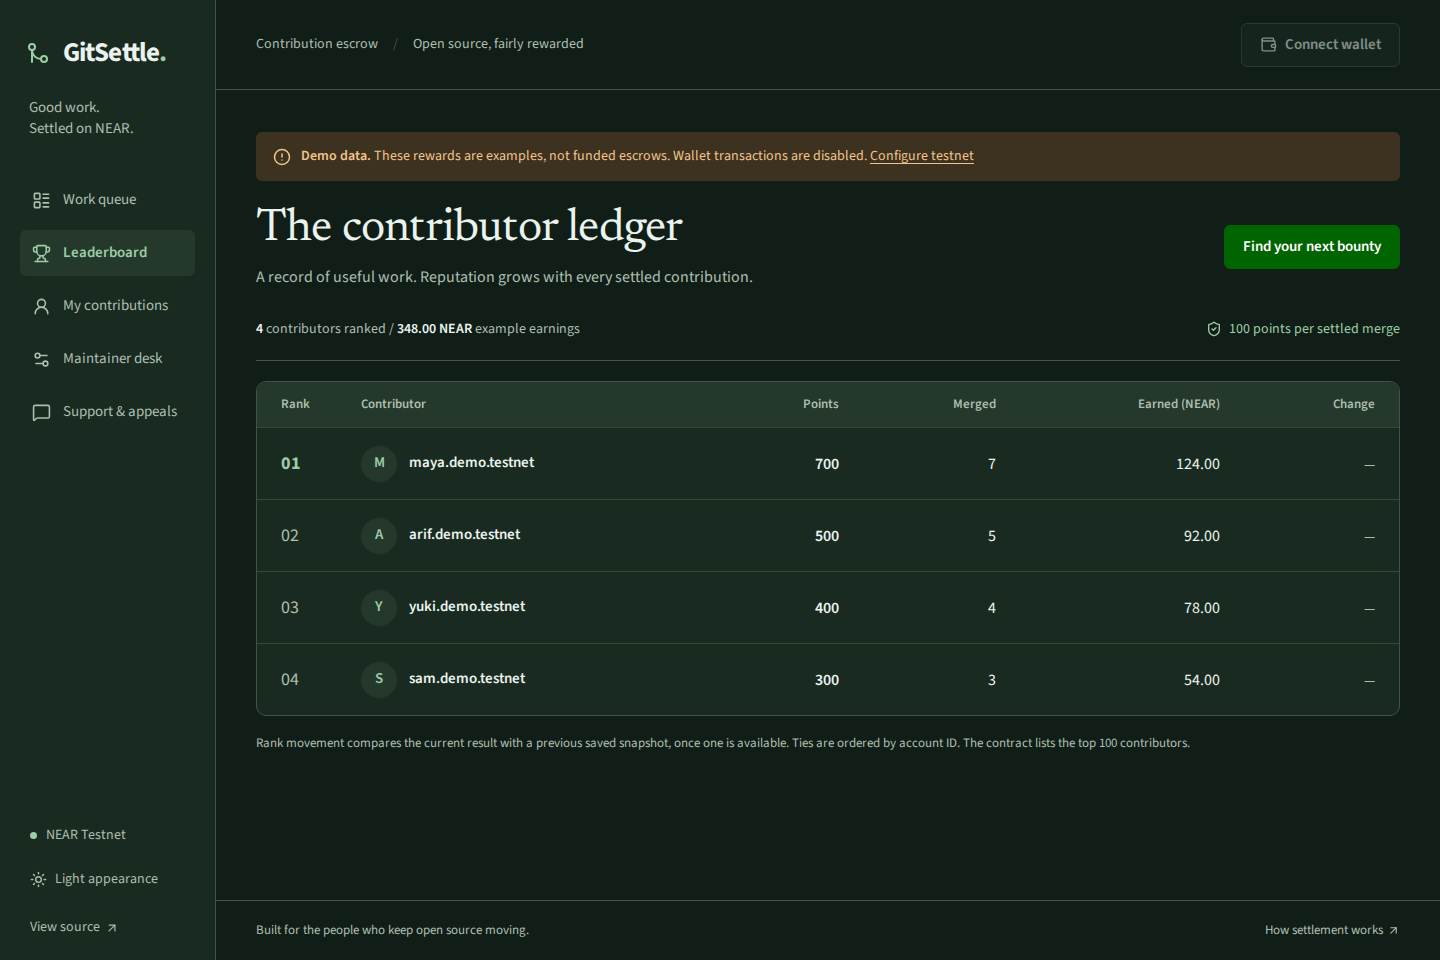 GitSettle.
Good work.
Settled on NEAR.
Work queue
Leaderboard
My contributions
Maintainer desk
Support & appeals
NEAR Testnet
Light appearance
View source
Contribution escrow / Open source, fairly rewarded
Connect wallet
Demo data. These rewards are examples, not funded escrows. Wallet transactions are disabled. Configure testnet
The contributor ledger
A record of useful work. Reputation grows with every settled contribution.
Find your next bounty
4 contributors ranked / 348.00 NEAR example earnings
100 points per settled merge
Rank Contributor Points Merged Earned (NEAR) Change
01 M maya.demo.testnet 700 7 124.00 —
02 A arif.demo.testnet 500 5 92.00 —
03 Y yuki.demo.testnet 400 4 78.00 —
04 S sam.demo.testnet 300 3 54.00 —
Rank movement compares the current result with a previous saved snapshot, once one is available. Ties are ordered by account ID. The contract lists the top 100 contributors.
Built for the people who keep open source moving.
How settlement works